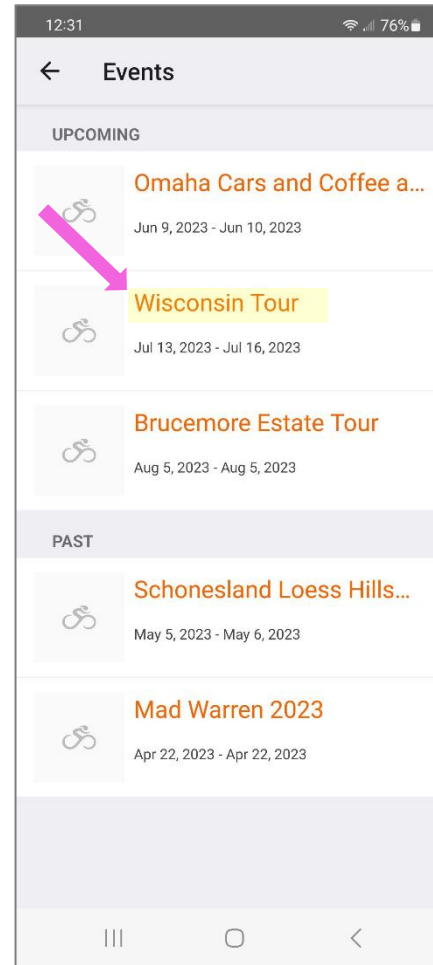 12:31 76%
Events
UPCOMING
Omaha Cars and Coffee a...
Jun 9, 2023 - Jun 10, 2023
Wisconsin Tour
Jul 13, 2023 - Jul 16, 2023
Brucemore Estate Tour
Aug 5, 2023 - Aug 5, 2023
PAST
Schonesland Loess Hills...
May 5, 2023 - May 6, 2023
Mad Warren 2023
Apr 22, 2023 - Apr 22, 2023